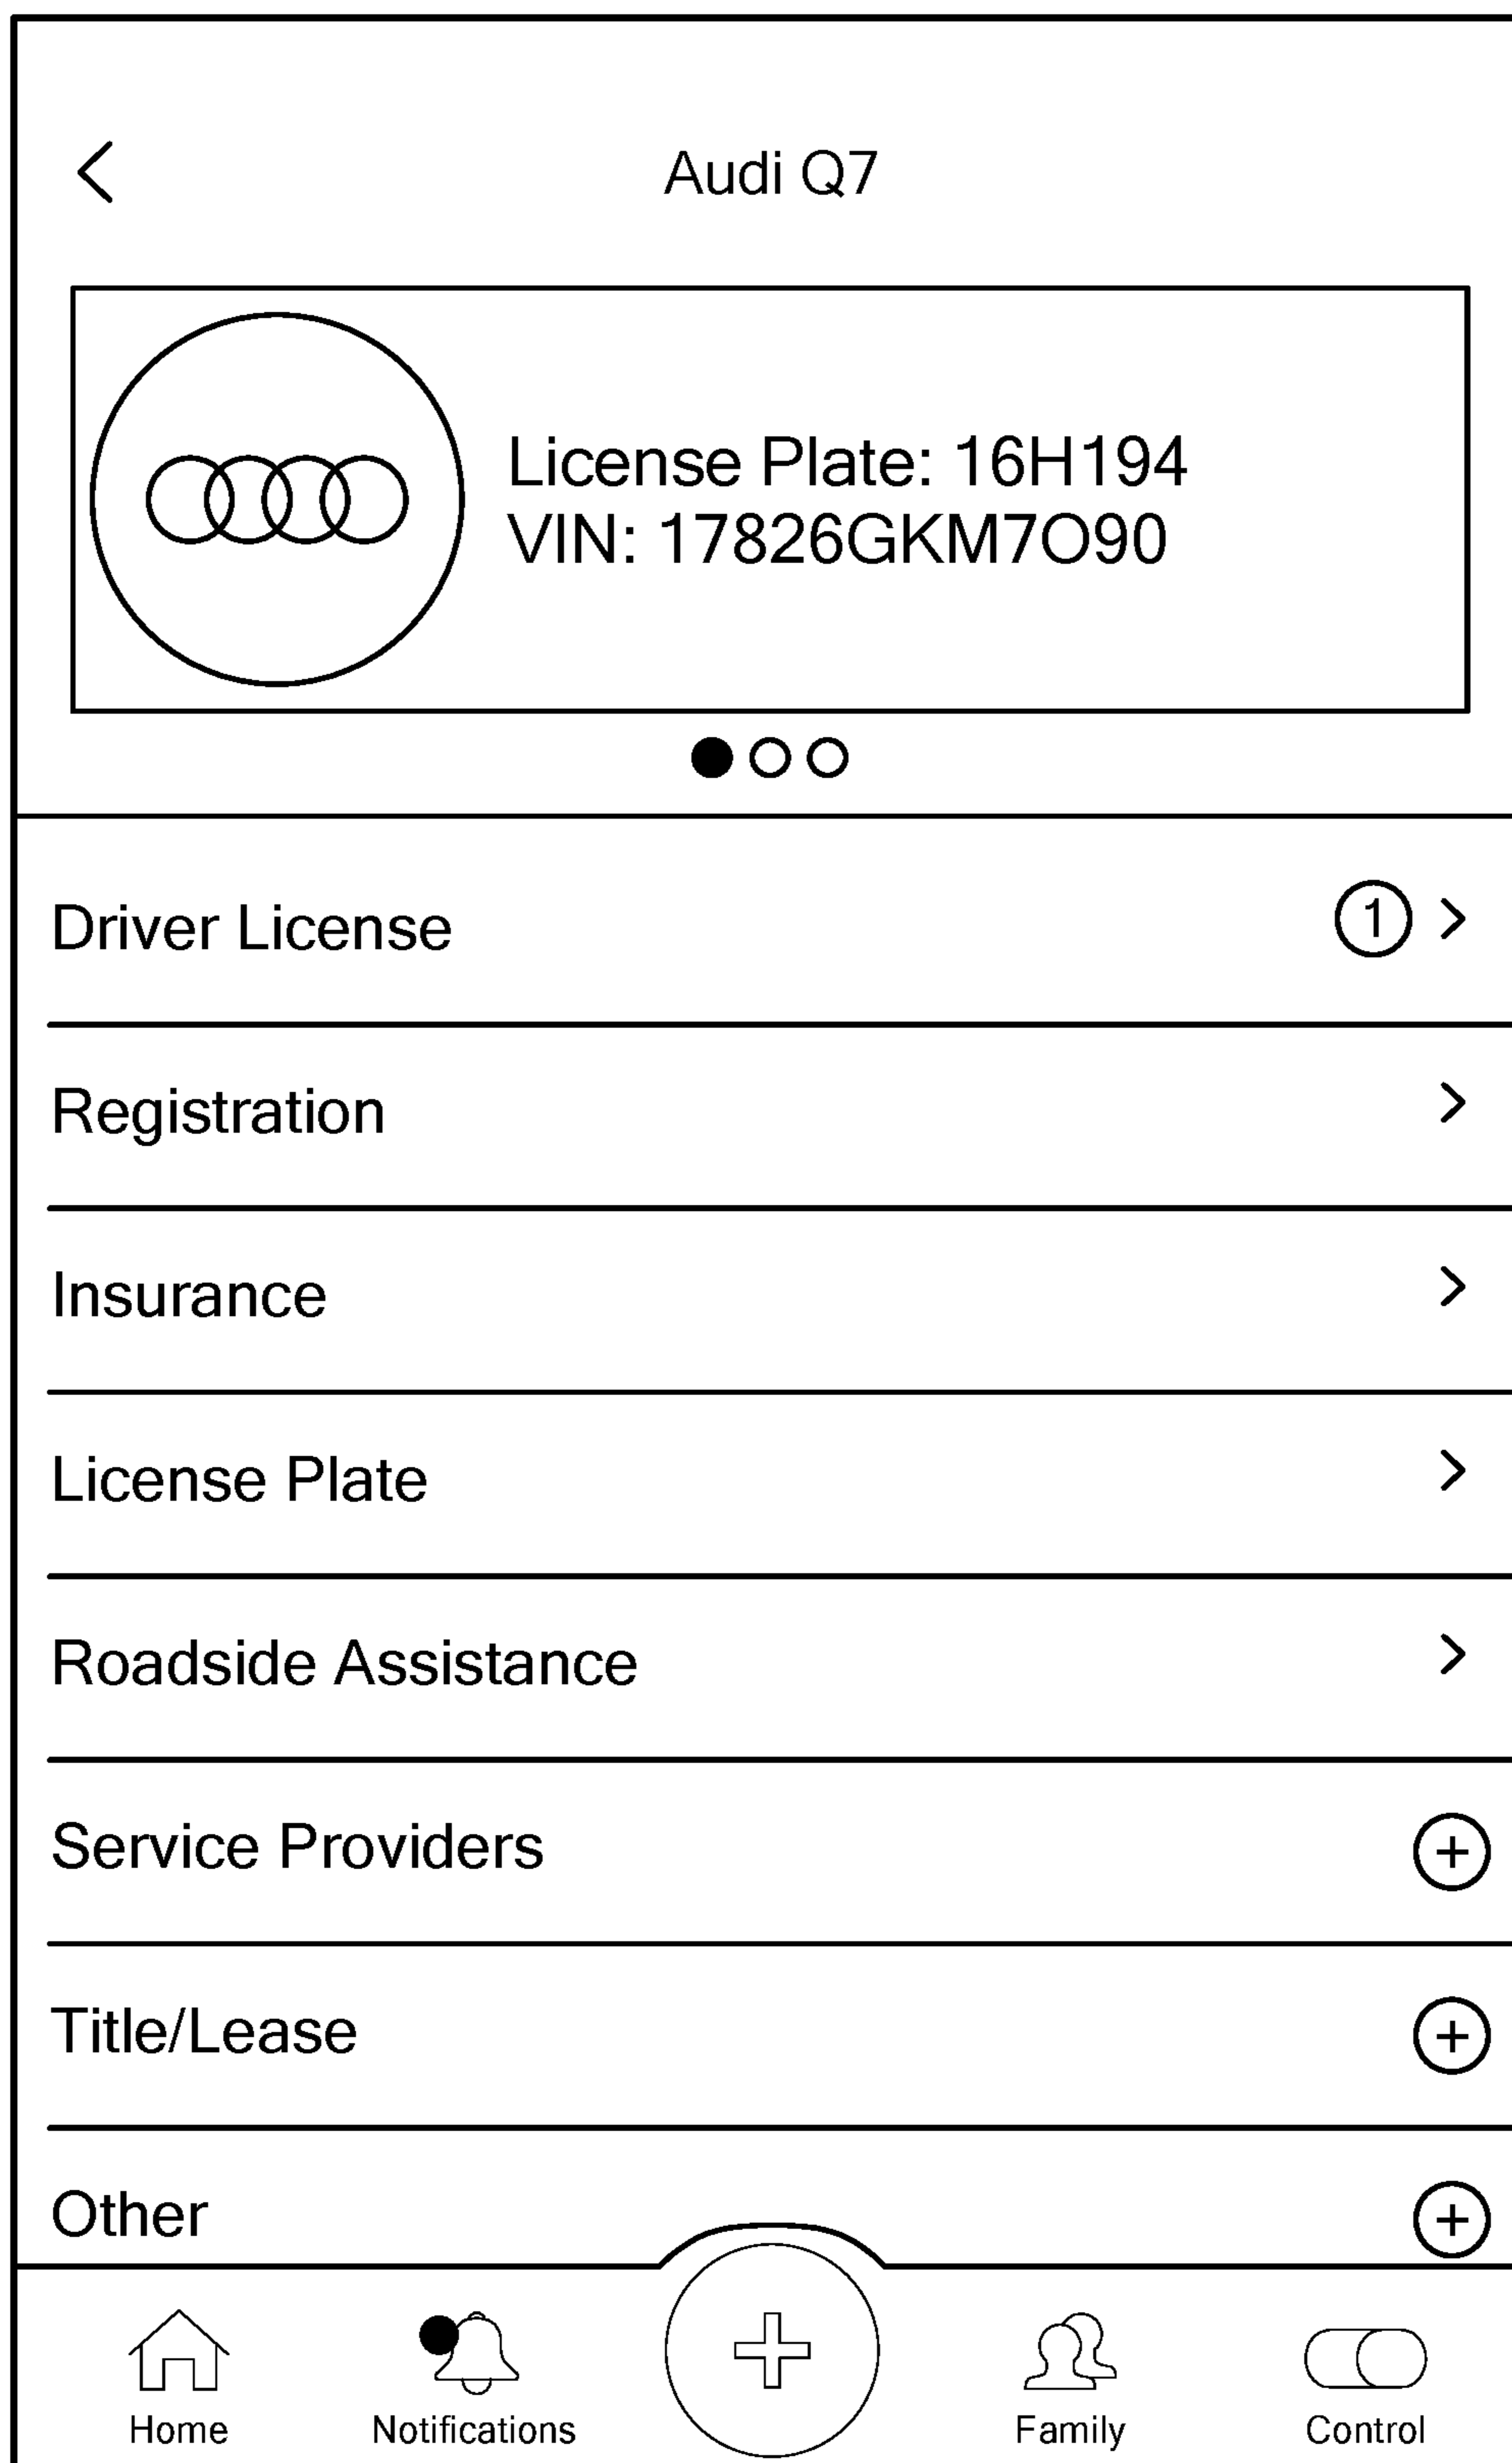 Audi Q7
License Plate: 16H194
VIN: 17826GKM7O90
Driver License 1
Registration
Insurance
License Plate
Roadside Assistance
Service Providers
Title/Lease
Other
Home Notifications Family Control